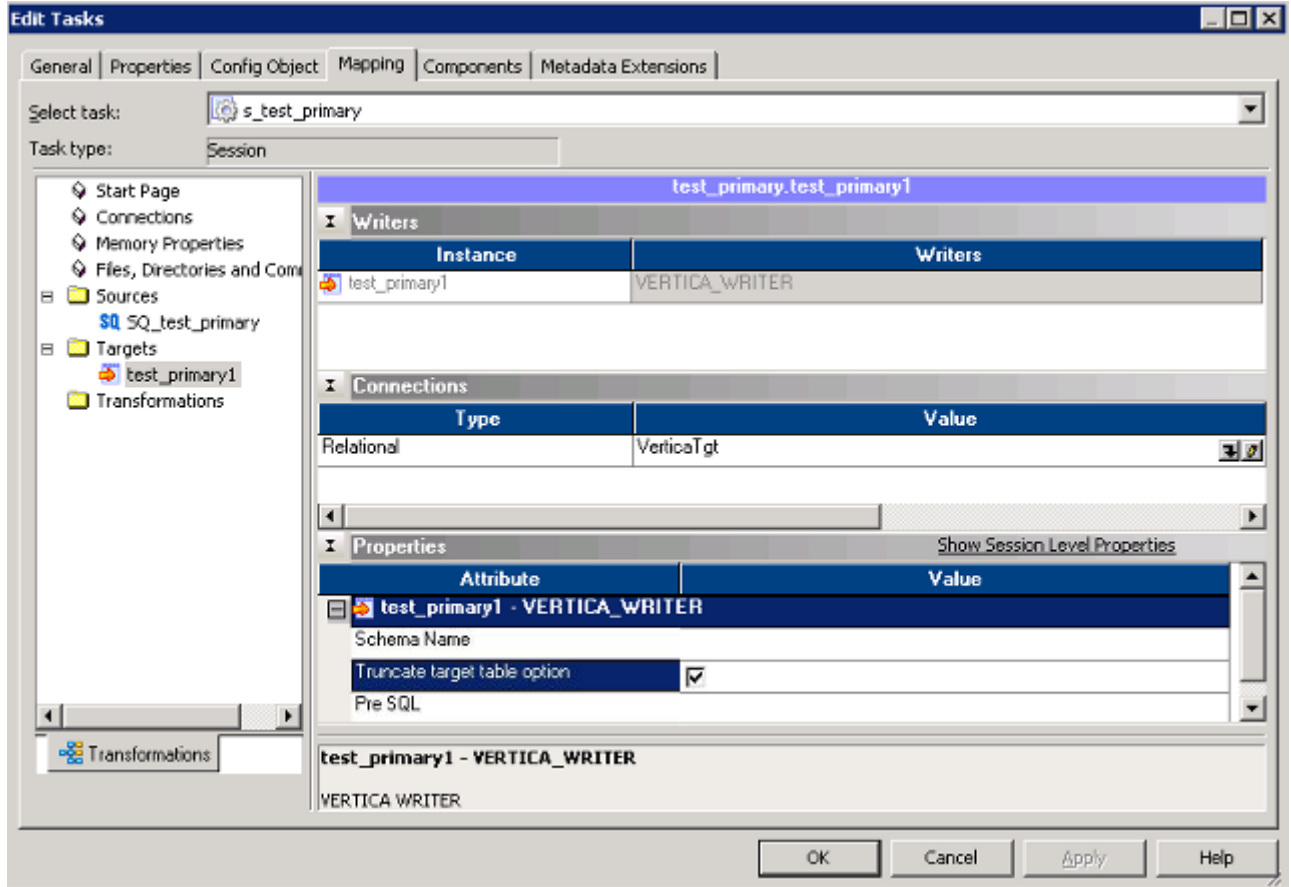 Edit Tasks
General Properties Config Object Mapping Components Metadata Extensions
Select task: s_test_primary
Task type: Session
Start Page
Connections
Memory Properties
Files, Directories and Com
Sources
SQ SQ_test_primary
Targets
test_primary1
Transformations
Transformations
test_primary.test_primary1
Writers
Instance Writers
test_primary1 VERTICA_WRITER
Connections
Type Value
Relational VerticaTgt
Properties Show Session Level Properties
Attribute Value
test_primary1 - VERTICA_WRITER
Schema Name
Truncate target table option
Pre SQL
test_primary1 - VERTICA_WRITER
VERTICA WRITER
OK Cancel Apply Help